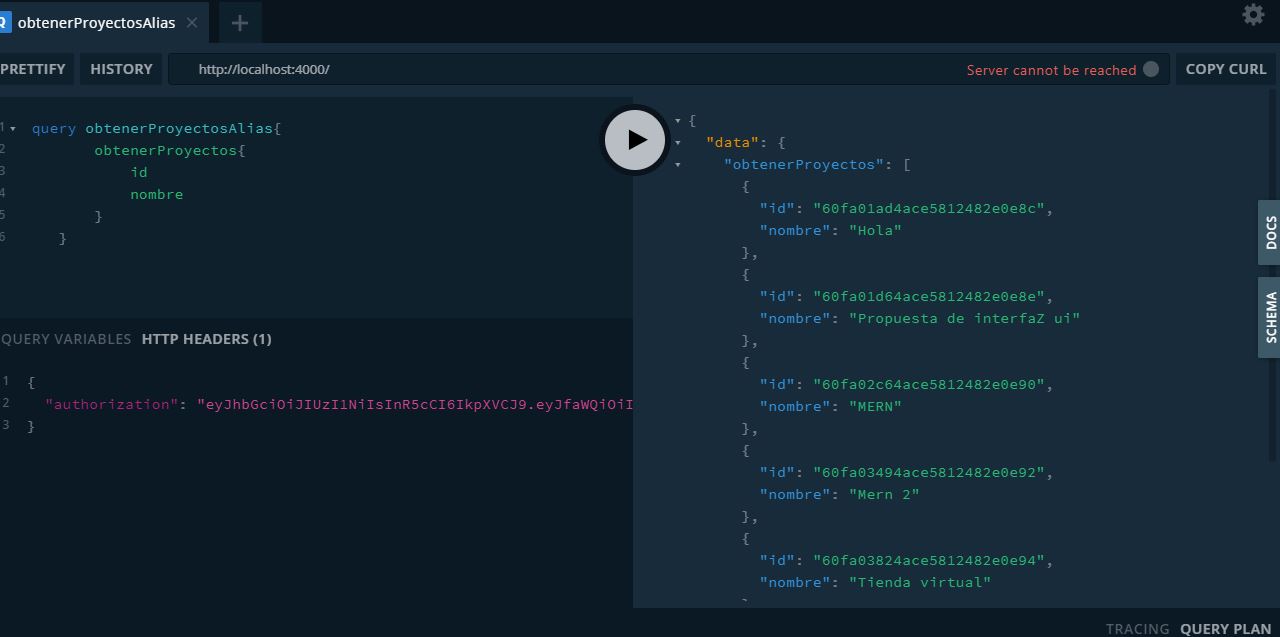 Q obtenerProyectosAlias × +
PRETTIFY HISTORY http://localhost:4000/ Server cannot be reached COPY CURL
1 query obtenerProyectosAlias{
2 obtenerProyectos{
3 id
4 nombre
5 }
6 }
QUERY VARIABLES HTTP HEADERS (1)
1 {
2 "authorization": "eyJhbGciOiJIUzI1NiIsInR5cCI6IkpXVCJ9.eyJfaWQiOiI
3 }
{
"data": {
"obtenerProyectos": [
{
"id": "60fa01ad4ace5812482e0e8c",
"nombre": "Hola"
},
{
"id": "60fa01d64ace5812482e0e8e",
"nombre": "Propuesta de interfaZ ui"
},
{
"id": "60fa02c64ace5812482e0e90",
"nombre": "MERN"
},
{
"id": "60fa03494ace5812482e0e92",
"nombre": "Mern 2"
},
{
"id": "60fa03824ace5812482e0e94",
"nombre": "Tienda virtual"
DOCS
SCHEMA
TRACING QUERY PLAN